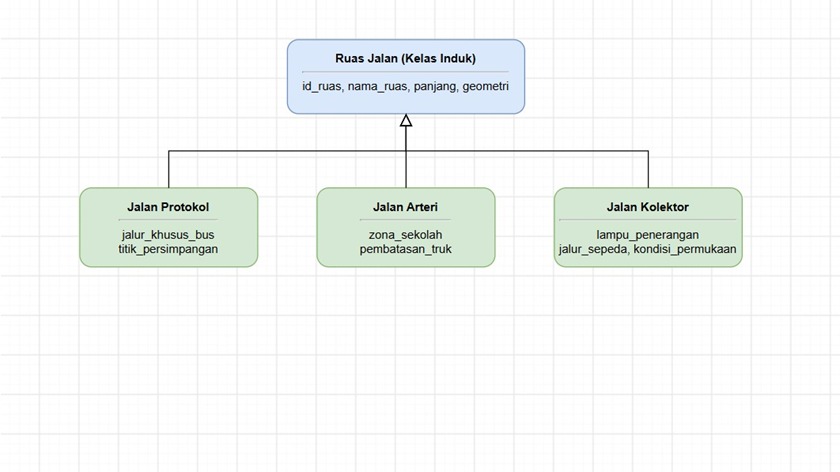 Ruas Jalan (Kelas Induk)
id_ruas, nama_ruas, panjang, geometri
Jalan Protokol
jalur_khusus_bus
titik_persimpangan
Jalan Arteri
zona_sekolah
pembatasan_truk
Jalan Kolektor
lampu_penerangan
jalur_sepeda, kondisi_permukaan